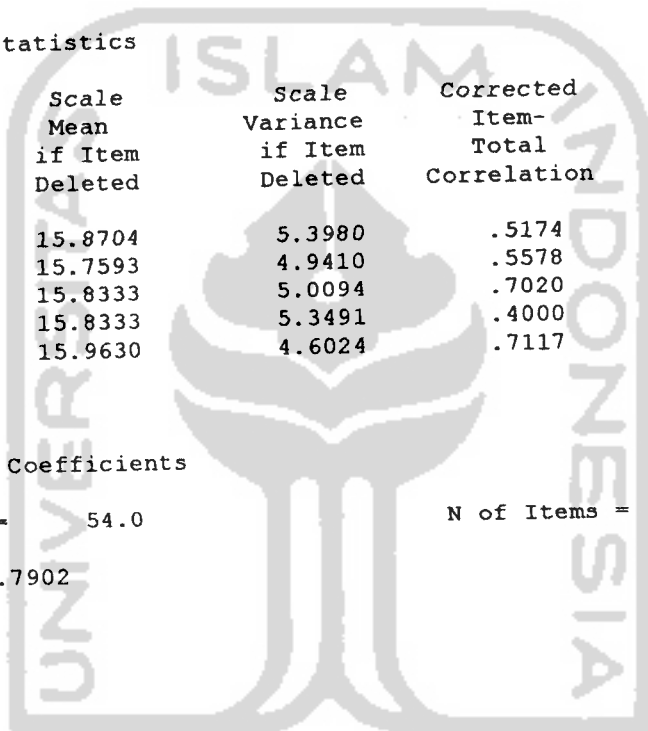 tatistics
Scale Scale Corrected
Mean Variance Item-
if Item if Item Total
Deleted Deleted Correlation
15.8704 5.3980 .5174
15.7593 4.9410 .5578
15.8333 5.0094 .7020
15.8333 5.3491 .4000
15.9630 4.6024 .7117
Coefficients
= 54.0 N of Items =
.7902
UNIVERSITAS
ISLAM
INDONESIA